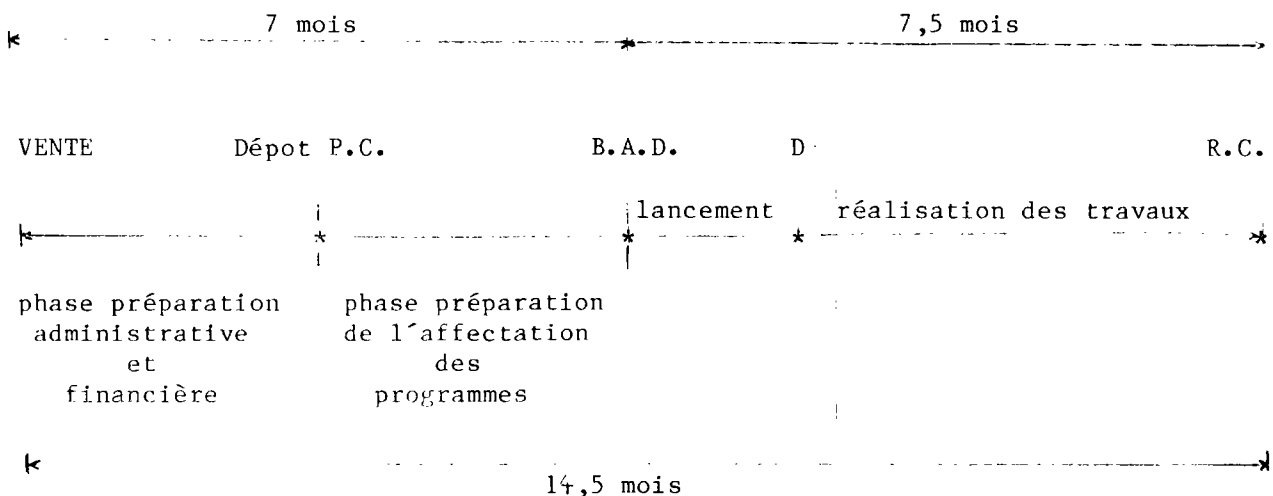 7 mois 7,5 mois
VENTE Dépot P.C. B.A.D. D R.C.
lancement réalisation des travaux
phase préparation phase préparation
administrative de l'affectation
et des
financière programmes
14,5 mois